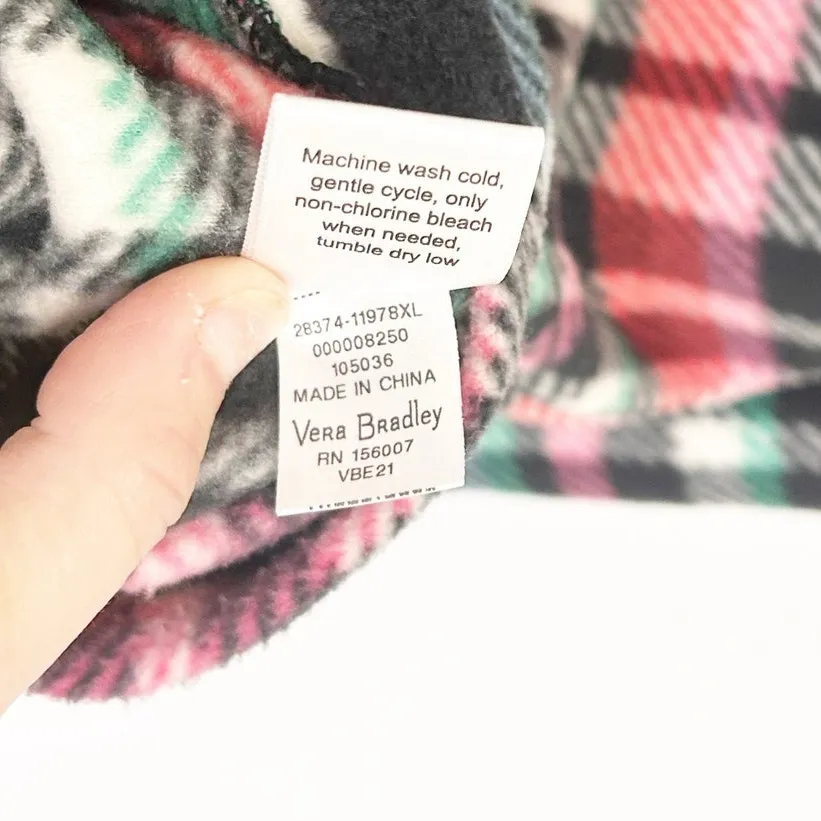 Machine wash cold,
gentle cycle, only
non-chlorine bleach
when needed,
tumble dry low
28374-11978XL
000008250
105036
MADE IN CHINA
Vera Bradley
RN 156007
VBE21